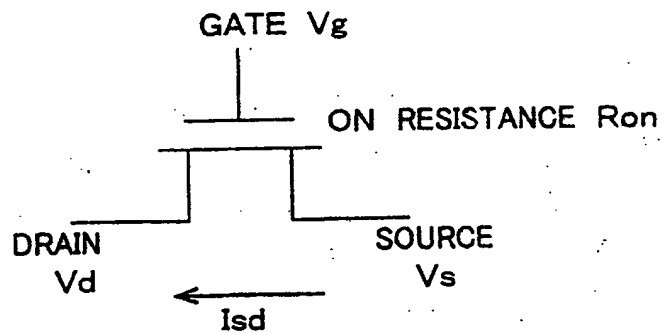 GATE Vg
ON RESISTANCE Ron
DRAIN
Vd
SOURCE
Vs
Isd